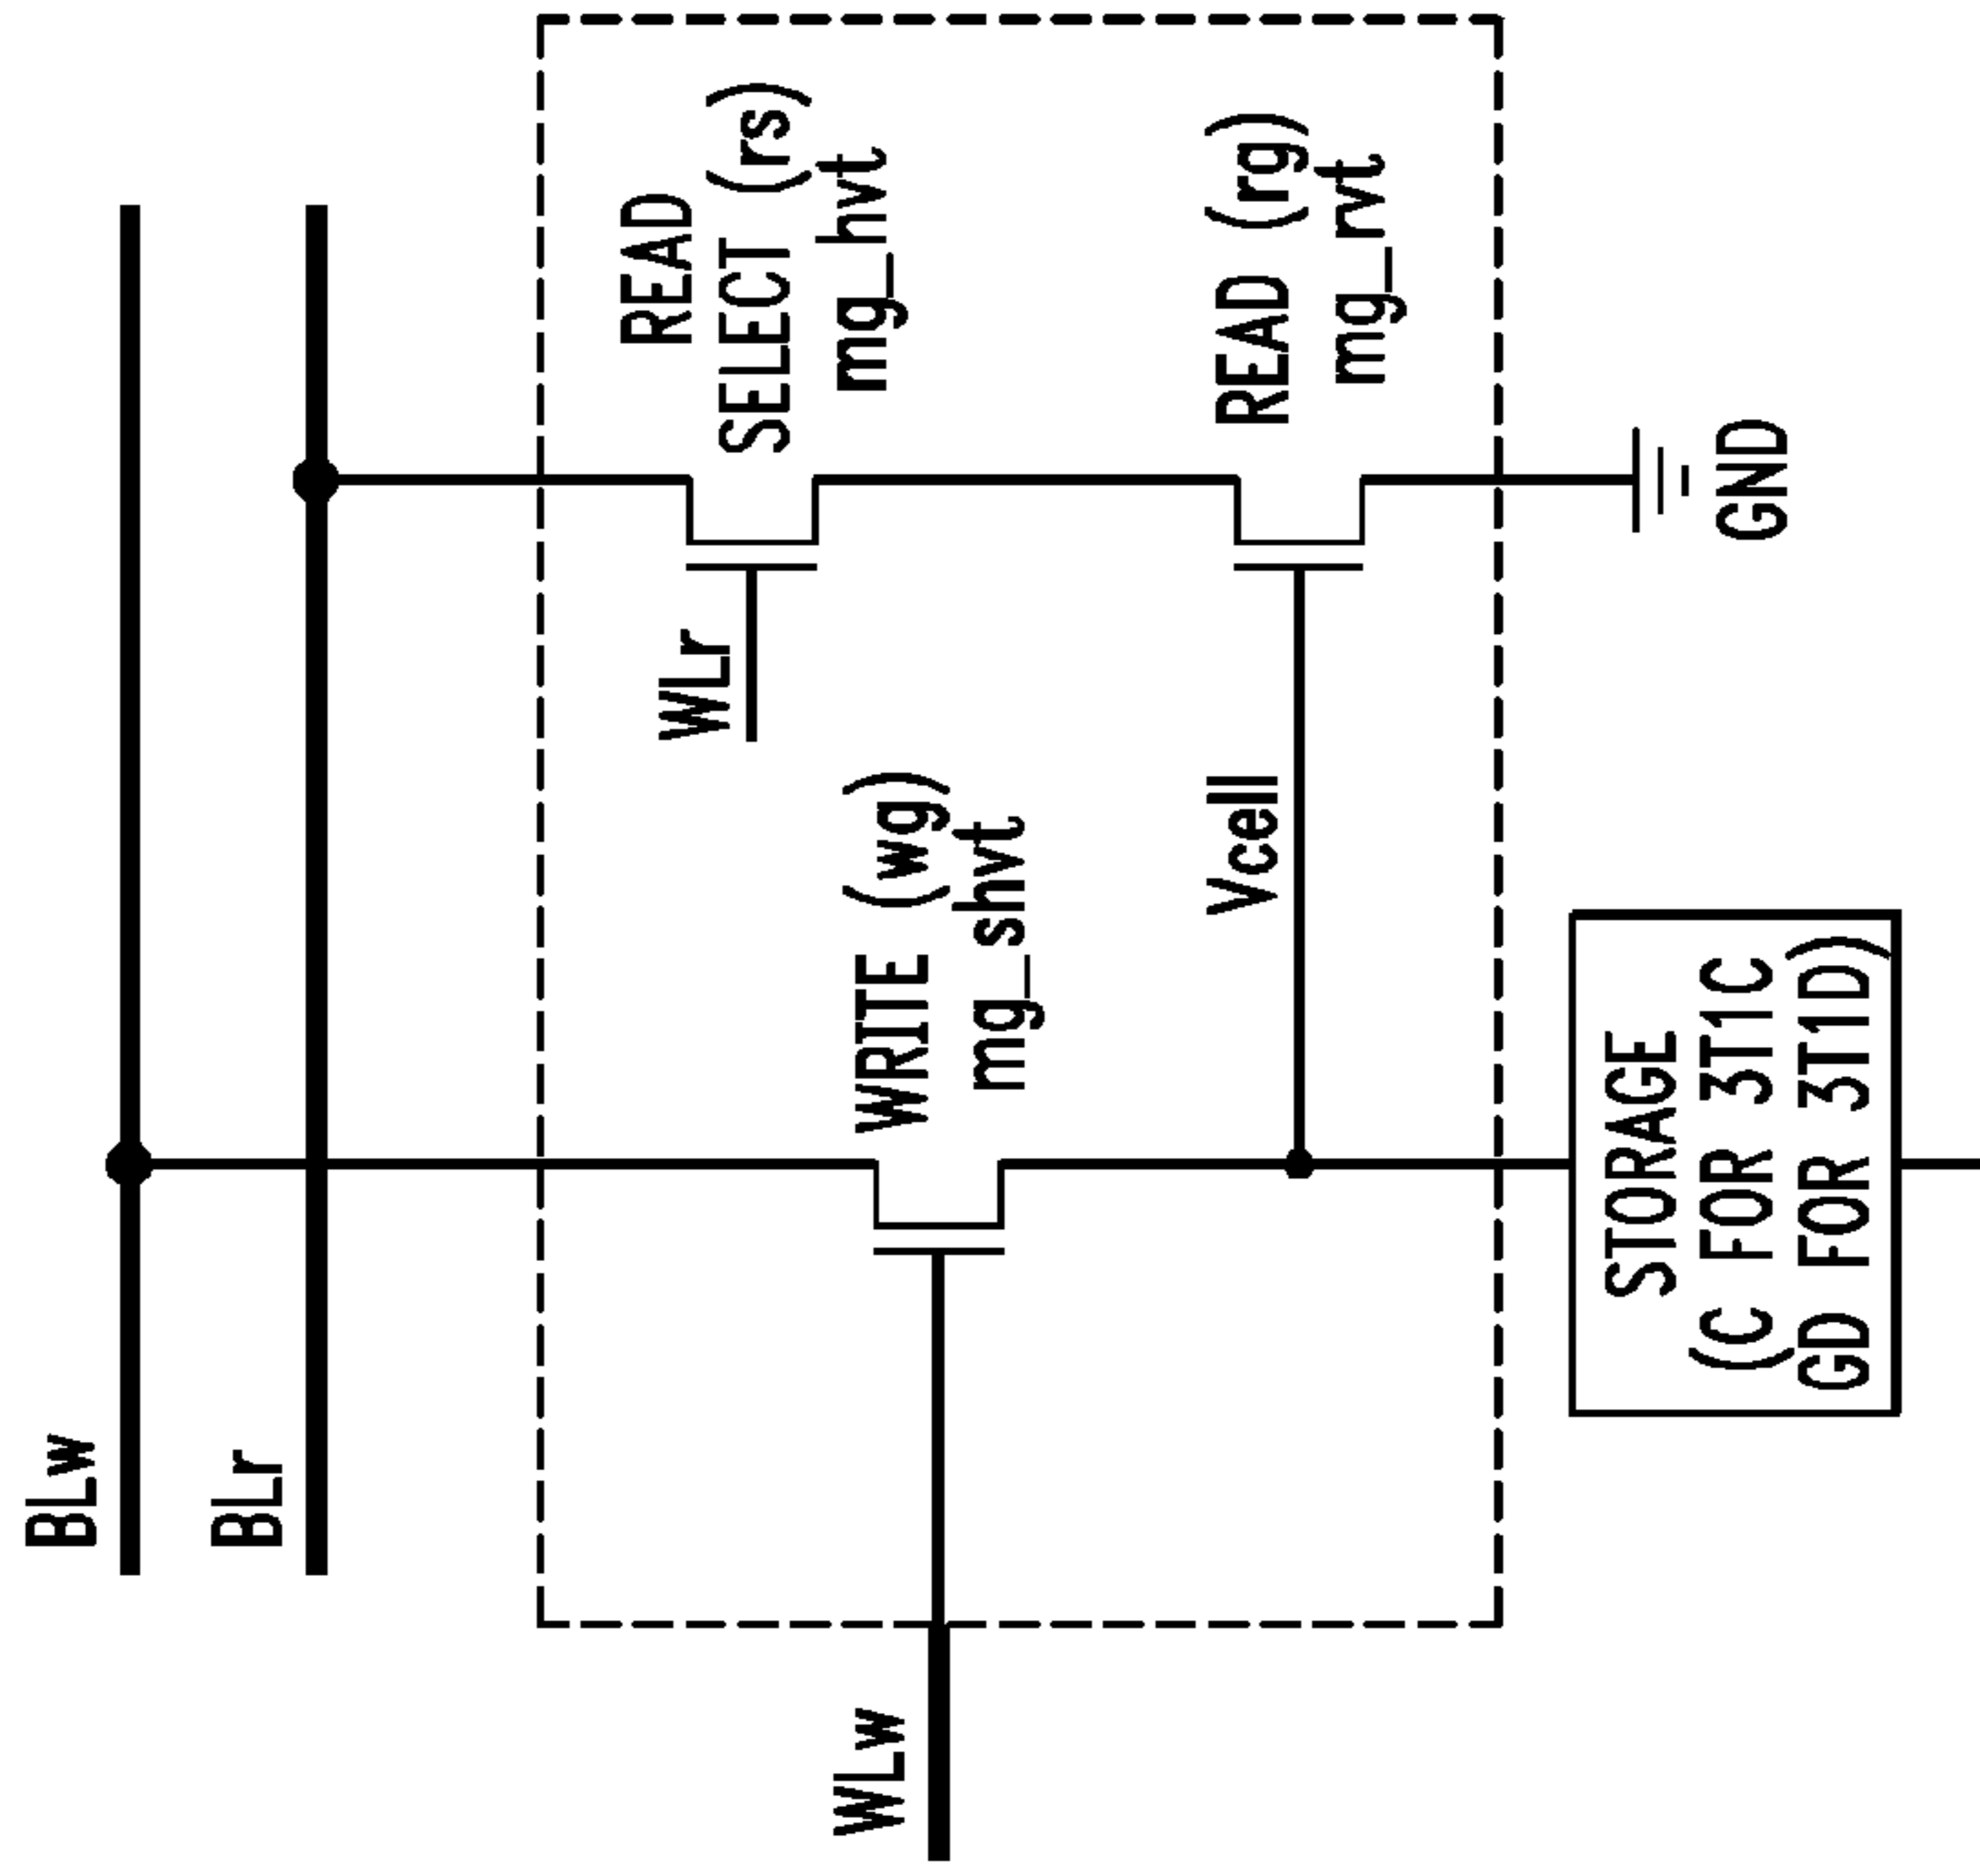 BLw
BLr
READ
SELECT (rs)
mg_hvt
WLr
WRITE (wg)
mg_shvt
WLw
READ (rg)
mg_rvt
Vcell
GND
STORAGE
(C FOR 3T1C
GD FOR 3T1D)